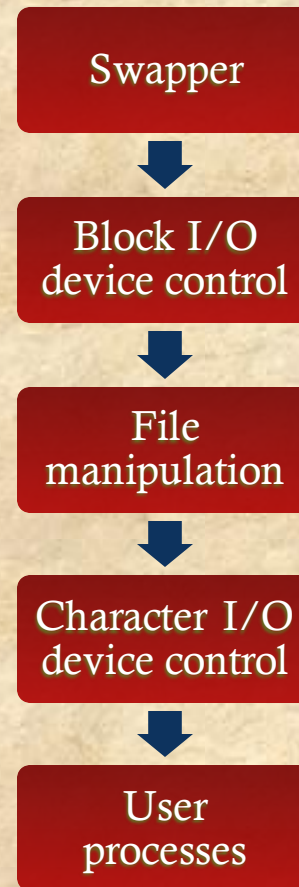 Swapper
Block I/O
device control
File
manipulation
Character I/O
device control
User
processes